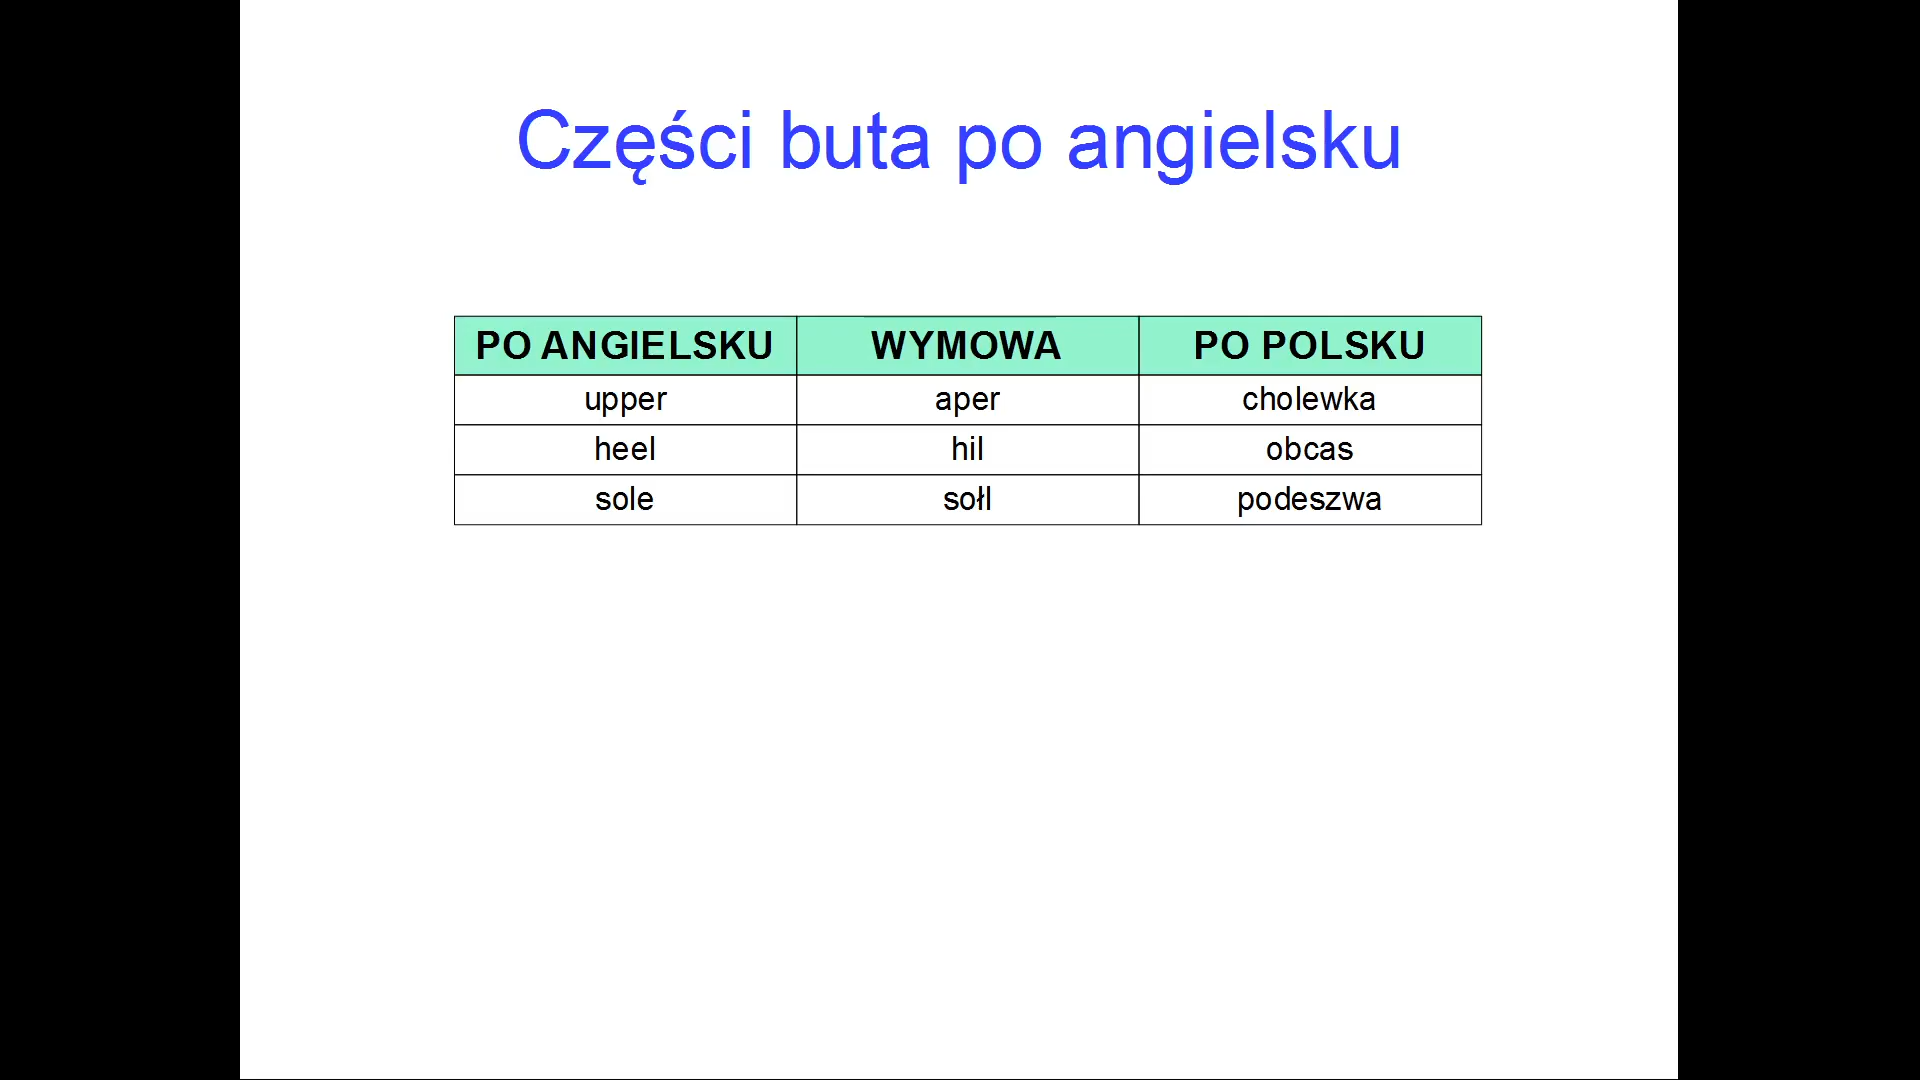 Części buta po angielsku
PO ANGIELSKU WYMOWA PO POLSKU
upper aper cholewka
heel hil obcas
sole sołl podeszwa